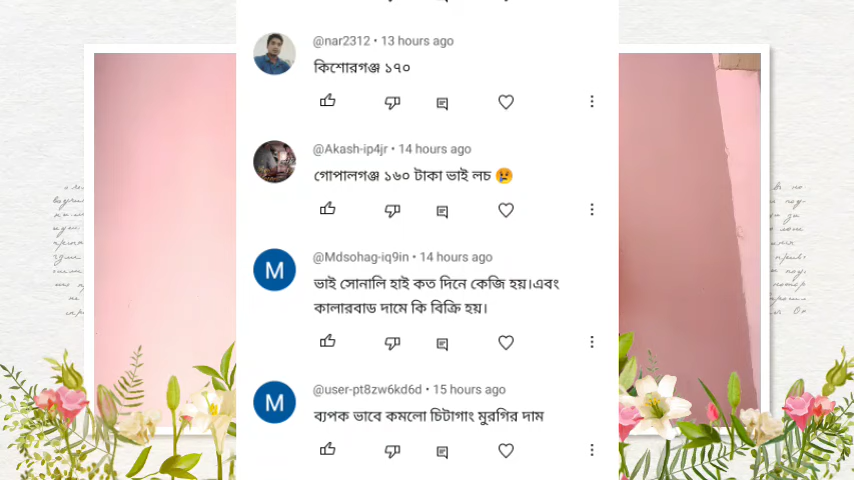 @nar2312 • 13 hours ago
কিশোরগঞ্জ ১৭০
@Akash-ip4jr • 14 hours ago
গোপালগঞ্জ ১৬০ টাকা ভাই লচ 😢
@Mdsohag-iq9in • 14 hours ago
ভাই সোনালি হাই কত দিনে কেজি হয়।এবং
কালারবাড দামে কি বিক্রি হয়।
@user-pt8zw6kd6d • 15 hours ago
ব্যপক ভাবে কমলো চিটাগাং মুরগির দাম